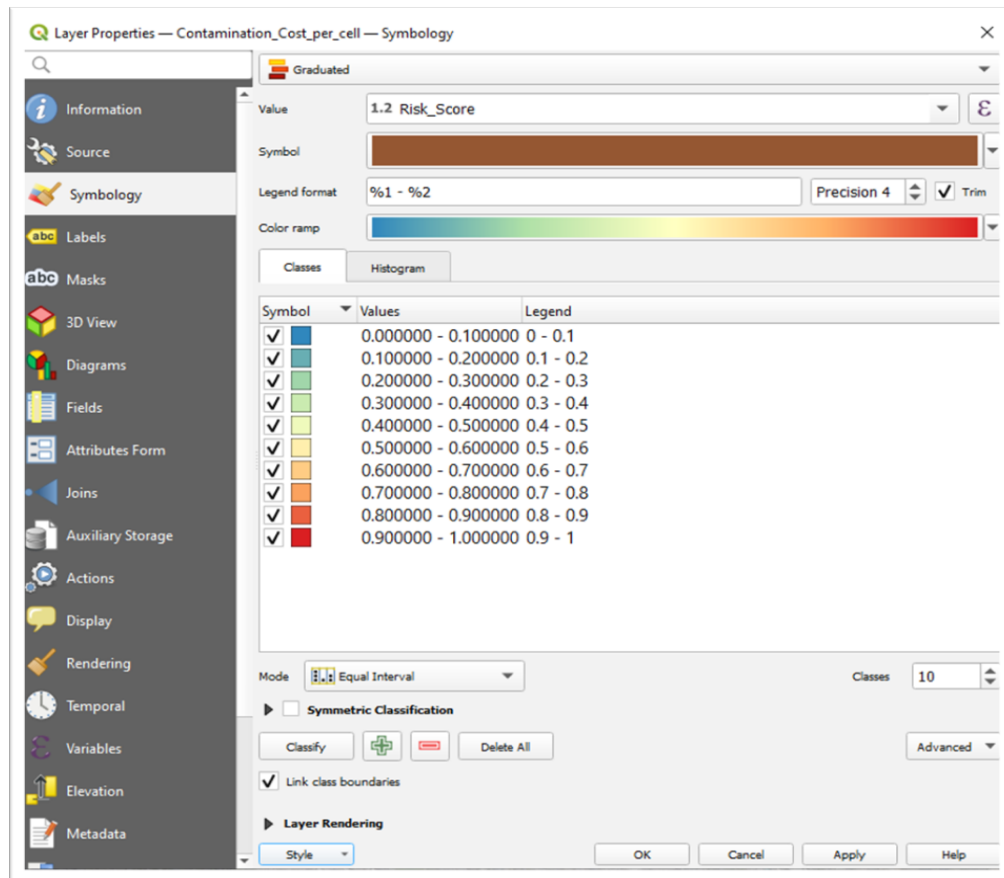 Layer Properties — Contamination_Cost_per_cell — Symbology
Graduated
Information
Source
Symbology
abc Labels
abc Masks
3D View
Diagrams
Fields
Attributes Form
Joins
Auxiliary Storage
Actions
Display
Rendering
Temporal
Variables
Elevation
Metadata
Value 1.2 Risk_Score ε
Symbol
Legend format %1 - %2 Precision 4 Trim
Color ramp
Classes Histogram
Symbol Values Legend
0.000000 - 0.100000 0 - 0.1
0.100000 - 0.200000 0.1 - 0.2
0.200000 - 0.300000 0.2 - 0.3
0.300000 - 0.400000 0.3 - 0.4
0.400000 - 0.500000 0.4 - 0.5
0.500000 - 0.600000 0.5 - 0.6
0.600000 - 0.700000 0.6 - 0.7
0.700000 - 0.800000 0.7 - 0.8
0.800000 - 0.900000 0.8 - 0.9
0.900000 - 1.000000 0.9 - 1
Mode Equal Interval Classes 10
Symmetric Classification
Classify Delete All Advanced
Link class boundaries
Layer Rendering
Style OK Cancel Apply Help